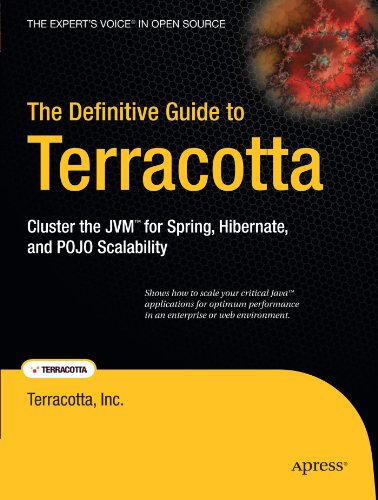 THE EXPERT'S VOICE® IN OPEN SOURCE
The Definitive Guide to
Terracotta
Cluster the JVM™ for Spring, Hibernate,
and POJO Scalability
Shows how to scale your critical Java™
applications for optimum performance
in an enterprise or web environment.
TERRACOTTA
Terracotta, Inc.
Apress®